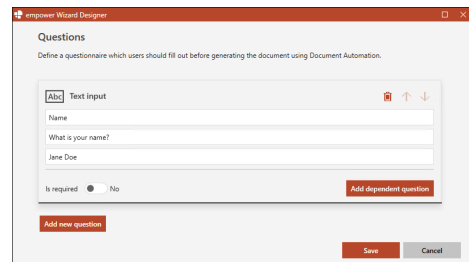 empower Wizard Designer
Questions
Define a questionnaire which users should fill out before generating the document using Document Automation.
Abc Text input
Name
What is your name?
Jane Doe
Is required No
Add dependent question
Add new question
Save Cancel